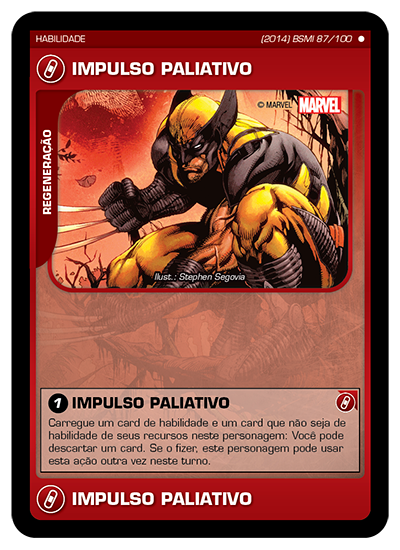 HABILIDADE
(2014) BSMI 87/100
IMPULSO PALIATIVO
REGENERAÇÃO
© MARVEL MARVEL
Ilust.: Stephen Segovia
1 IMPULSO PALIATIVO
Carregue um card de habilidade e um card que não seja de
habilidade de seus recursos neste personagem: Você pode
descartar um card. Se o fizer, este personagem pode usar
esta ação outra vez neste turno.
IMPULSO PALIATIVO